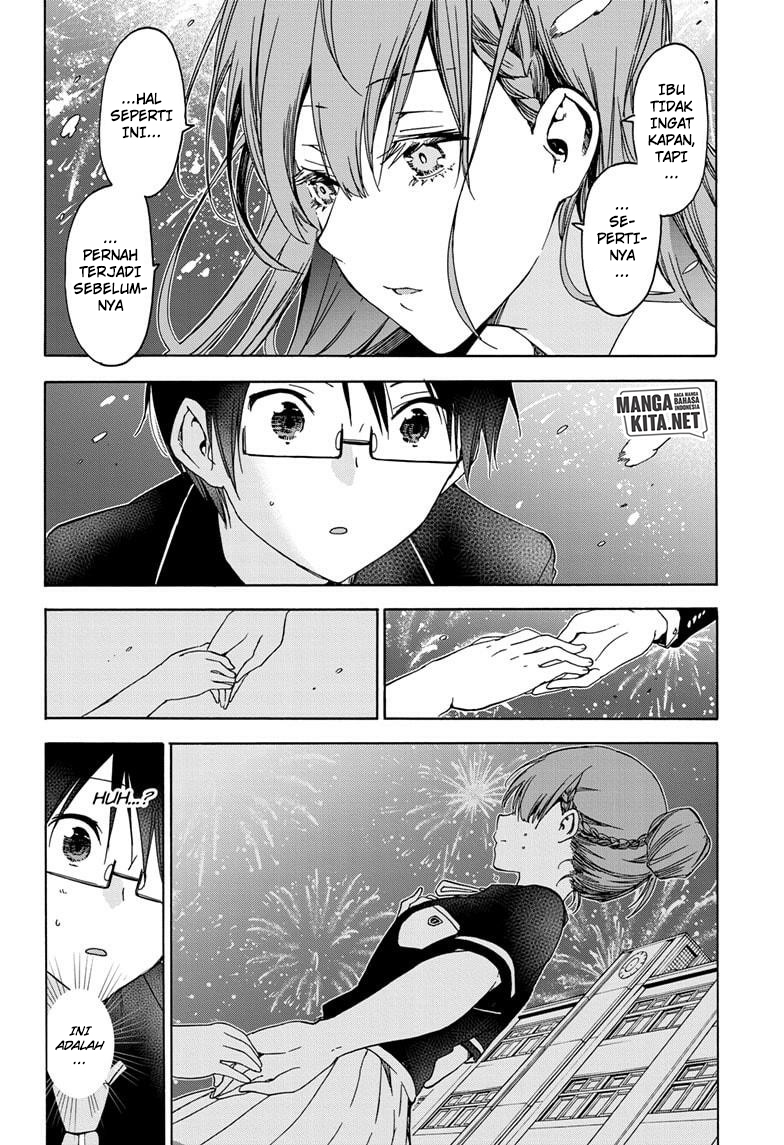 IBU
TIDAK
INGAT
KAPAN,
TAPI
...
...
SE-
PERTI-
NYA
...
...HAL
SEPERTI
INI...
...
PERNAH
TERJADI
SEBELUM-
NYA
MANGA
KITA.NET
BACA MANGA
BAHASA
INDONESIA
HUH...?
INI
ADALAH
...